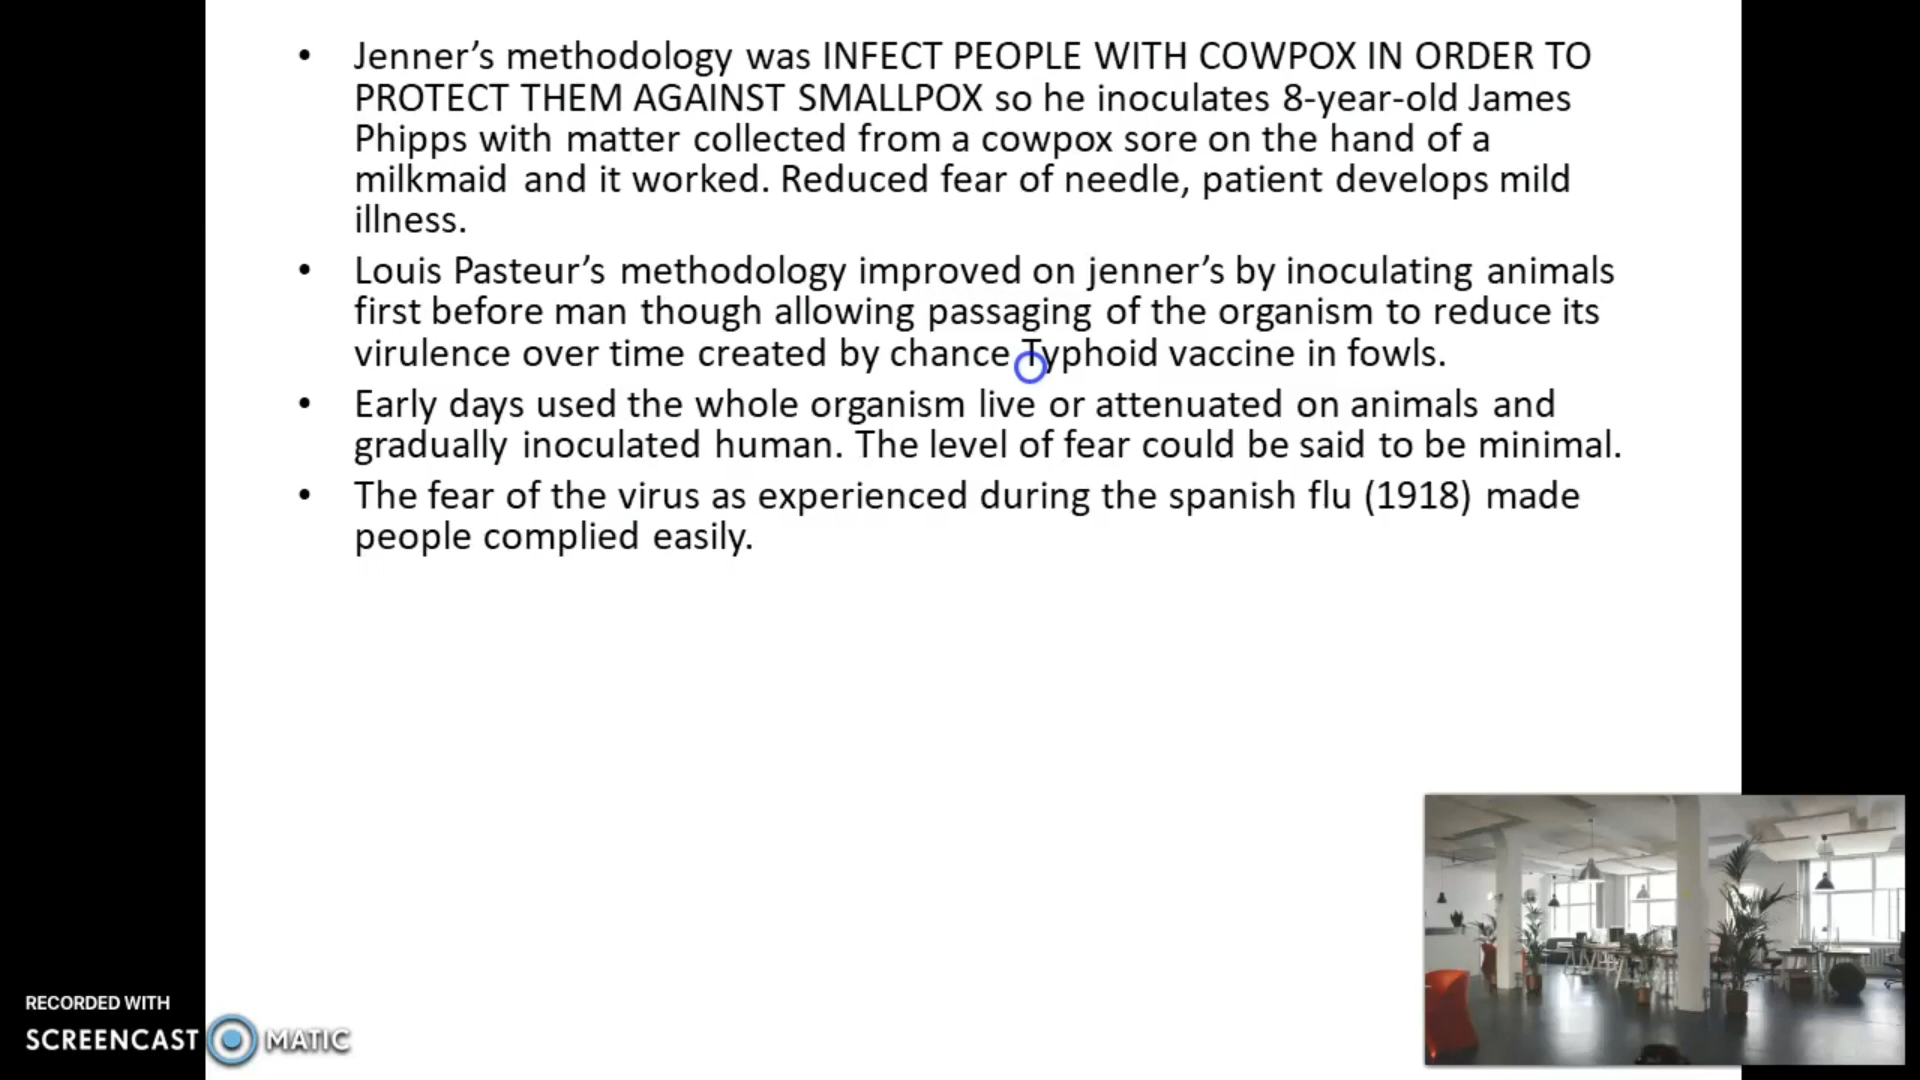 • Jenner’s methodology was INFECT PEOPLE WITH COWPOX IN ORDER TO
PROTECT THEM AGAINST SMALLPOX so he inoculates 8-year-old James
Phipps with matter collected from a cowpox sore on the hand of a
milkmaid and it worked. Reduced fear of needle, patient develops mild
illness.
• Louis Pasteur’s methodology improved on jenner’s by inoculating animals
first before man though allowing passaging of the organism to reduce its
virulence over time created by chance Typhoid vaccine in fowls.
• Early days used the whole organism live or attenuated on animals and
gradually inoculated human. The level of fear could be said to be minimal.
• The fear of the virus as experienced during the spanish flu (1918) made
people complied easily.
RECORDED WITH
SCREENCAST MATIC